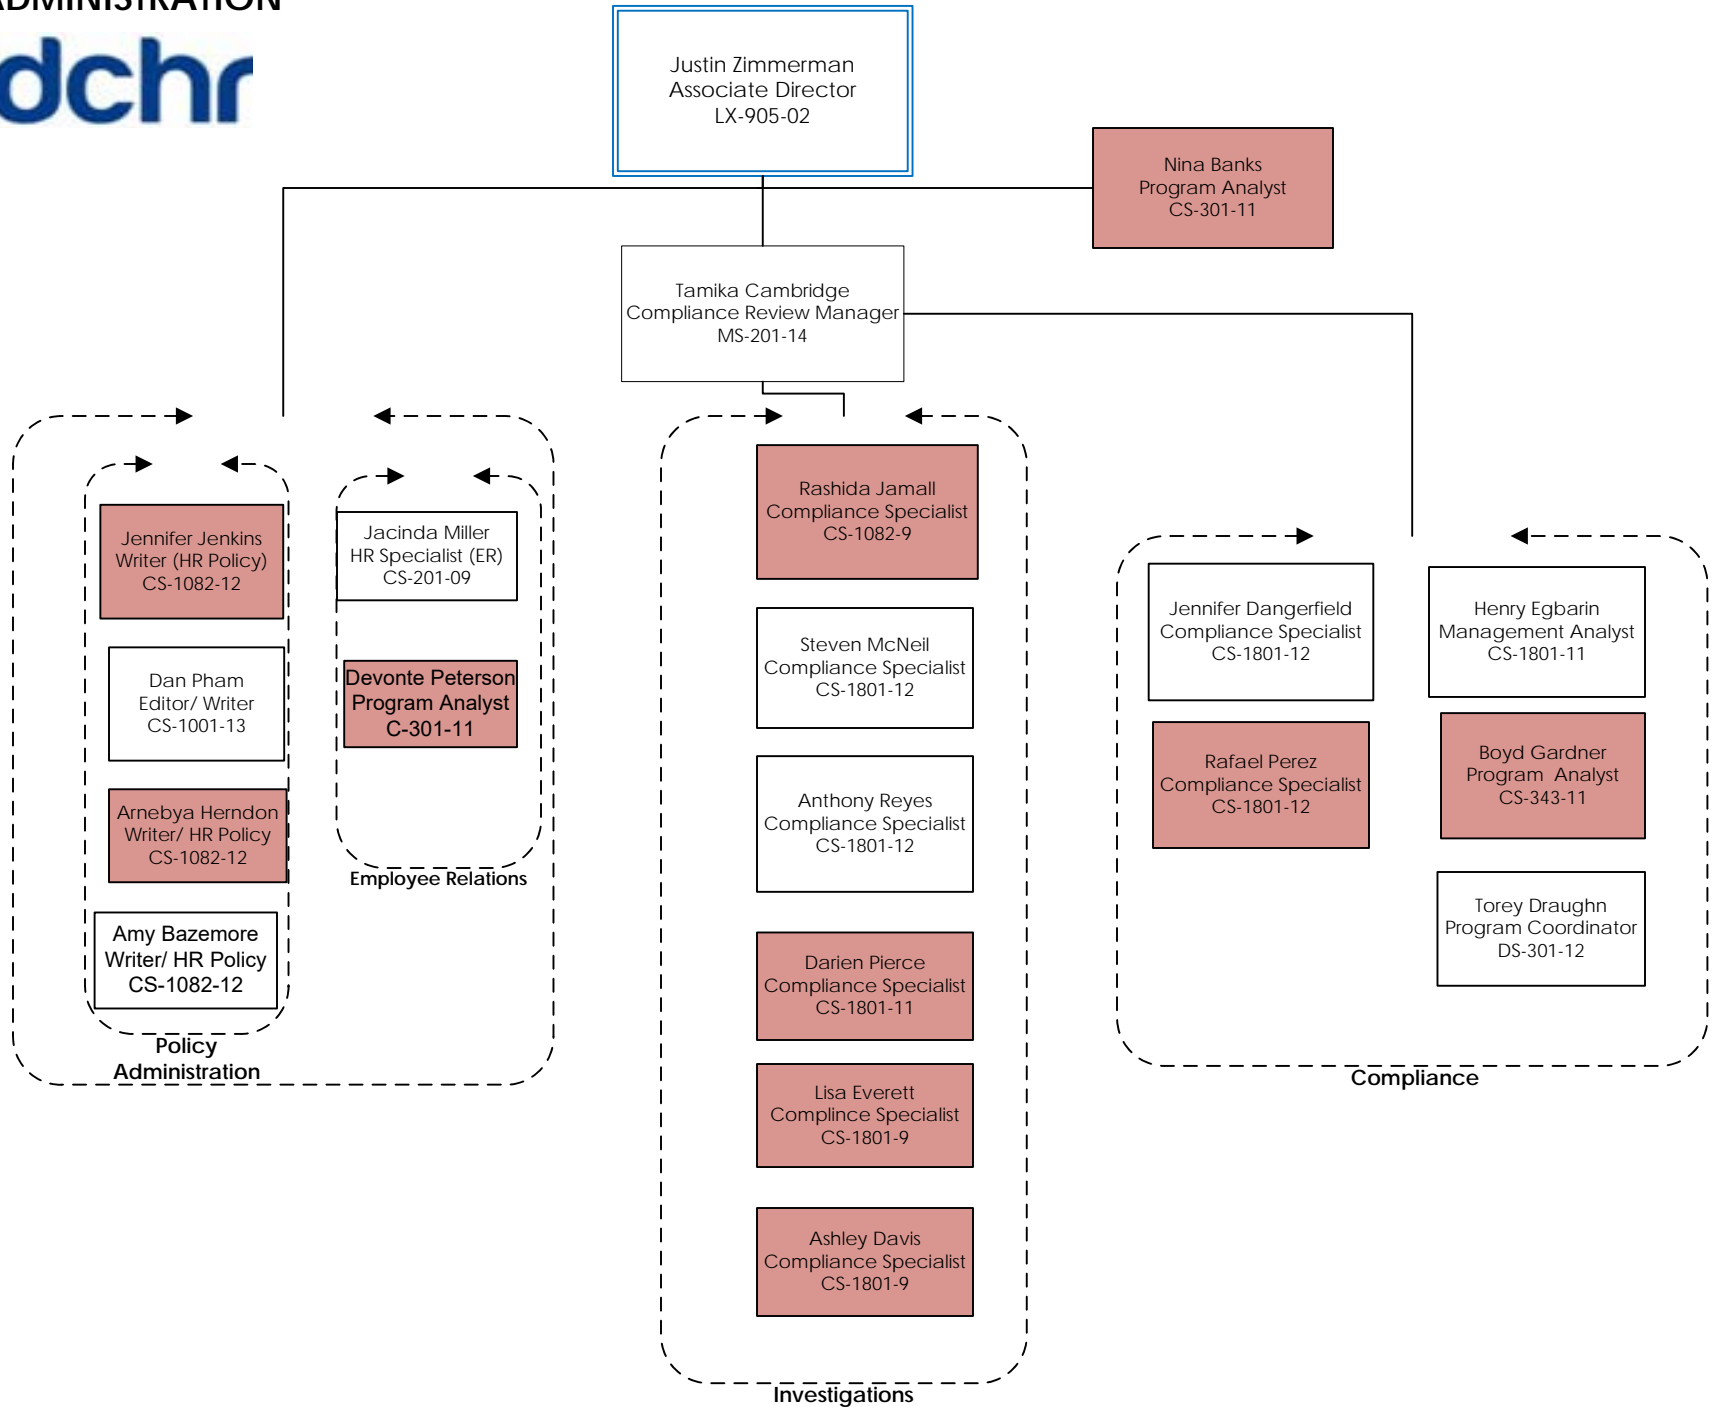 ADMINISTRATION
dchr
Justin Zimmerman
Associate Director
LX-905-02
Nina Banks
Program Analyst
CS-301-11
Tamika Cambridge
Compliance Review Manager
MS-201-14
Jennifer Jenkins
Writer (HR Policy)
CS-1082-12
Dan Pham
Editor/ Writer
CS-1001-13
Arnebya Herndon
Writer/ HR Policy
CS-1082-12
Amy Bazemore
Writer/ HR Policy
CS-1082-12
Policy
Administration
Jacinda Miller
HR Specialist (ER)
CS-201-09
Devonte Peterson
Program Analyst
C-301-11
Employee Relations
Rashida Jamall
Compliance Specialist
CS-1082-9
Steven McNeil
Compliance Specialist
CS-1801-12
Anthony Reyes
Compliance Specialist
CS-1801-12
Darien Pierce
Compliance Specialist
CS-1801-11
Lisa Everett
Complince Specialist
CS-1801-9
Ashley Davis
Compliance Specialist
CS-1801-9
Investigations
Jennifer Dangerfield
Compliance Specialist
CS-1801-12
Rafael Perez
Compliance Specialist
CS-1801-12
Henry Egbarin
Management Analyst
CS-1801-11
Boyd Gardner
Program  Analyst
CS-343-11
Torey Draughn
Program Coordinator
DS-301-12
Compliance